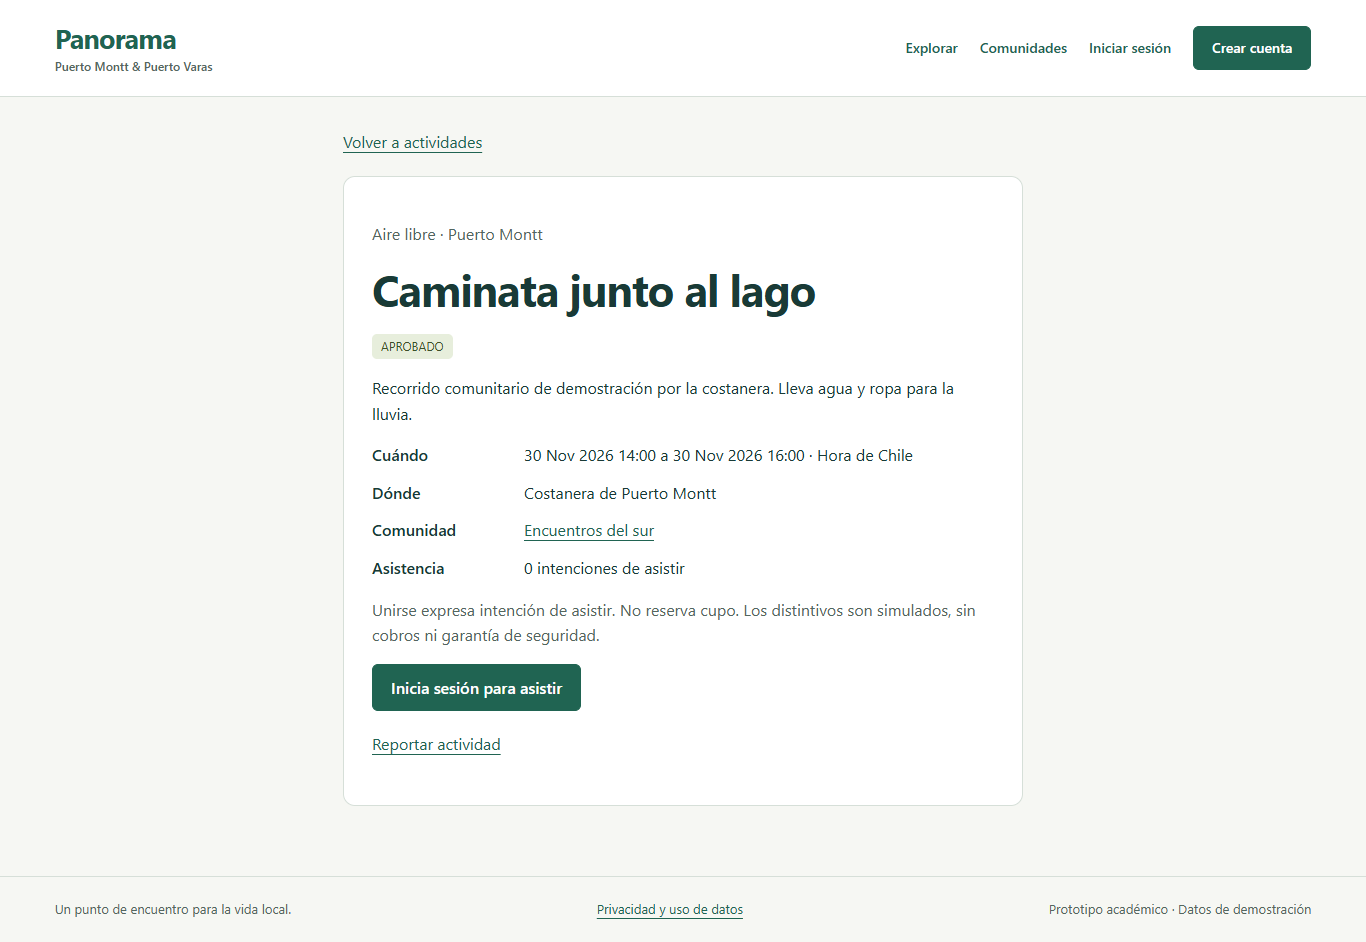 Panorama
Puerto Montt & Puerto Varas
Explorar
Comunidades
Iniciar sesión
Crear cuenta
Volver a actividades
Aire libre · Puerto Montt
Caminata junto al lago
APROBADO
Recorrido comunitario de demostración por la costanera. Lleva agua y ropa para la
lluvia.
Cuándo 30 Nov 2026 14:00 a 30 Nov 2026 16:00 · Hora de Chile
Dónde Costanera de Puerto Montt
Comunidad Encuentros del sur
Asistencia 0 intenciones de asistir
Unirse expresa intención de asistir. No reserva cupo. Los distintivos son simulados, sin
cobros ni garantía de seguridad.
Inicia sesión para asistir
Reportar actividad
Un punto de encuentro para la vida local.
Privacidad y uso de datos
Prototipo académico · Datos de demostración